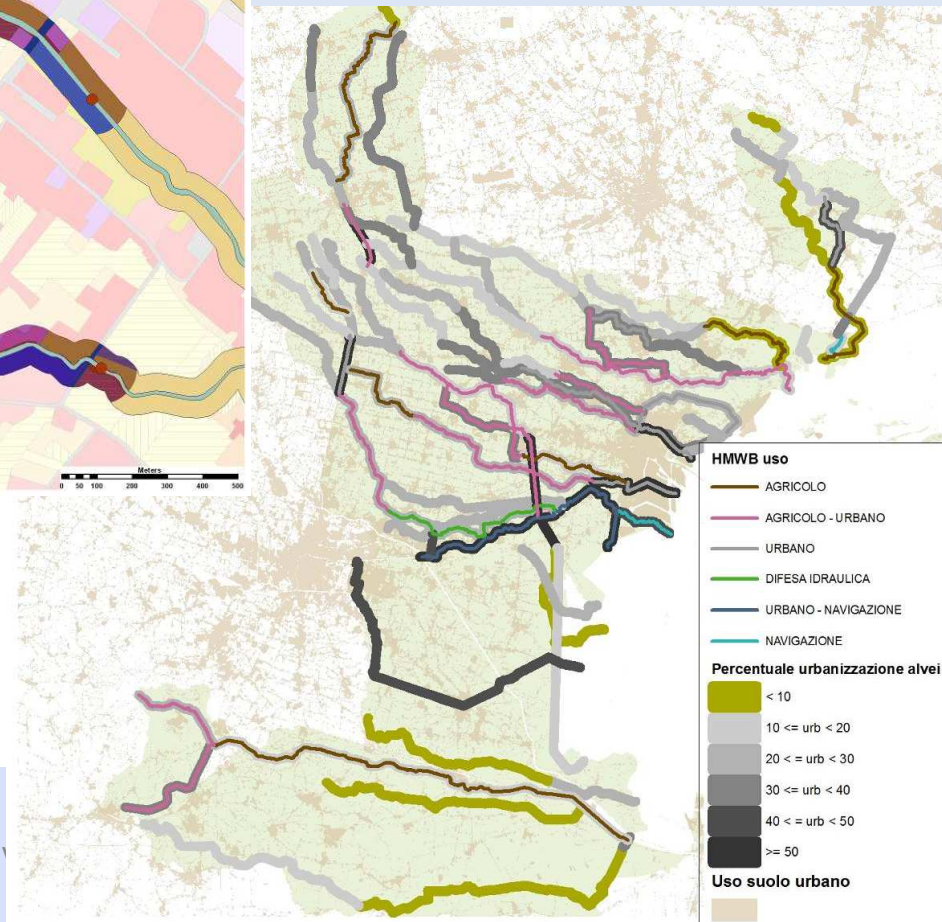 Meters
0 50 100 200 300 400 500
HMWB uso
AGRICOLO
AGRICOLO - URBANO
URBANO
DIFESA IDRAULICA
URBANO - NAVIGAZIONE
NAVIGAZIONE
Percentuale urbanizzazione alvei
< 10
10 <= urb < 20
20 < = urb < 30
30 <= urb < 40
40 < = urb < 50
>= 50
Uso suolo urbano